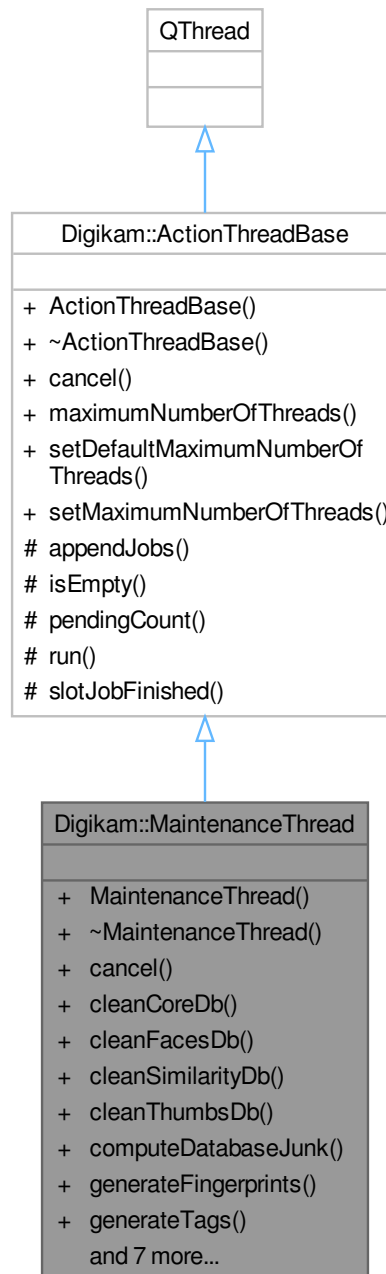 QThread
Digikam::ActionThreadBase
+ ActionThreadBase()
+ ~ActionThreadBase()
+ cancel()
+ maximumNumberOfThreads()
+ setDefaultMaximumNumberOf
Threads()
+ setMaximumNumberOfThreads()
# appendJobs()
# isEmpty()
# pendingCount()
# run()
# slotJobFinished()
Digikam::MaintenanceThread
+ MaintenanceThread()
+ ~MaintenanceThread()
+ cancel()
+ cleanCoreDb()
+ cleanFacesDb()
+ cleanSimilarityDb()
+ cleanThumbsDb()
+ computeDatabaseJunk()
+ generateFingerprints()
+ generateTags()
and 7 more...